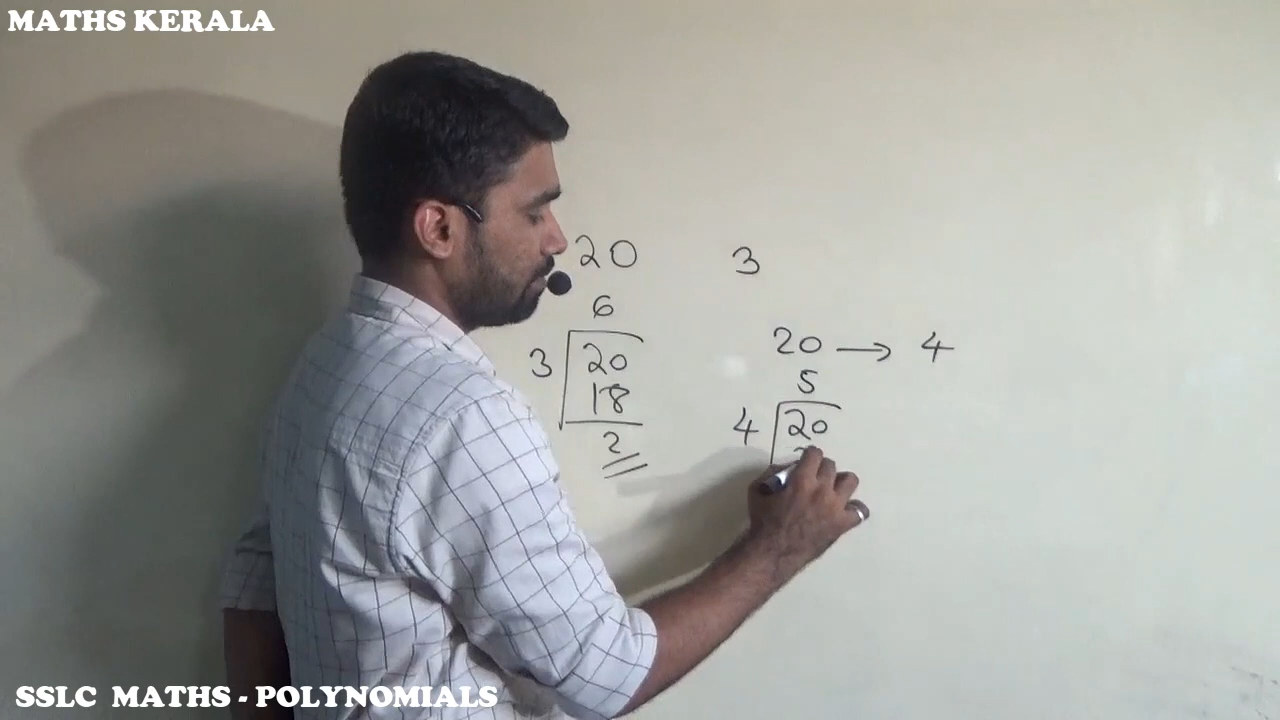 MATHS KERALA
20 3
6
3 20
18
2
20 → 4
5
4 20
SSLC MATHS - POLYNOMIALS